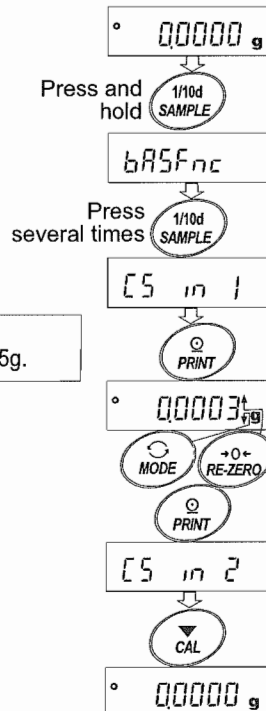 0.0000 g
Press and
hold
1/10d
SAMPLE
bASFnc
Press
several times
1/10d
SAMPLE
CS in 1
5g.
PRINT
0.0003 g
MODE
→0←
RE-ZERO
PRINT
CS in 2
CAL
0.0000 g